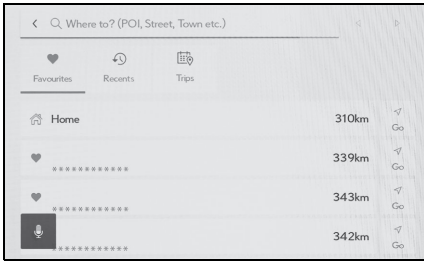 Where to? (POI, Street, Town etc.)
Favourites Recents Trips
Home 310km Go
************ 339km Go
************ 343km Go
************ 342km Go